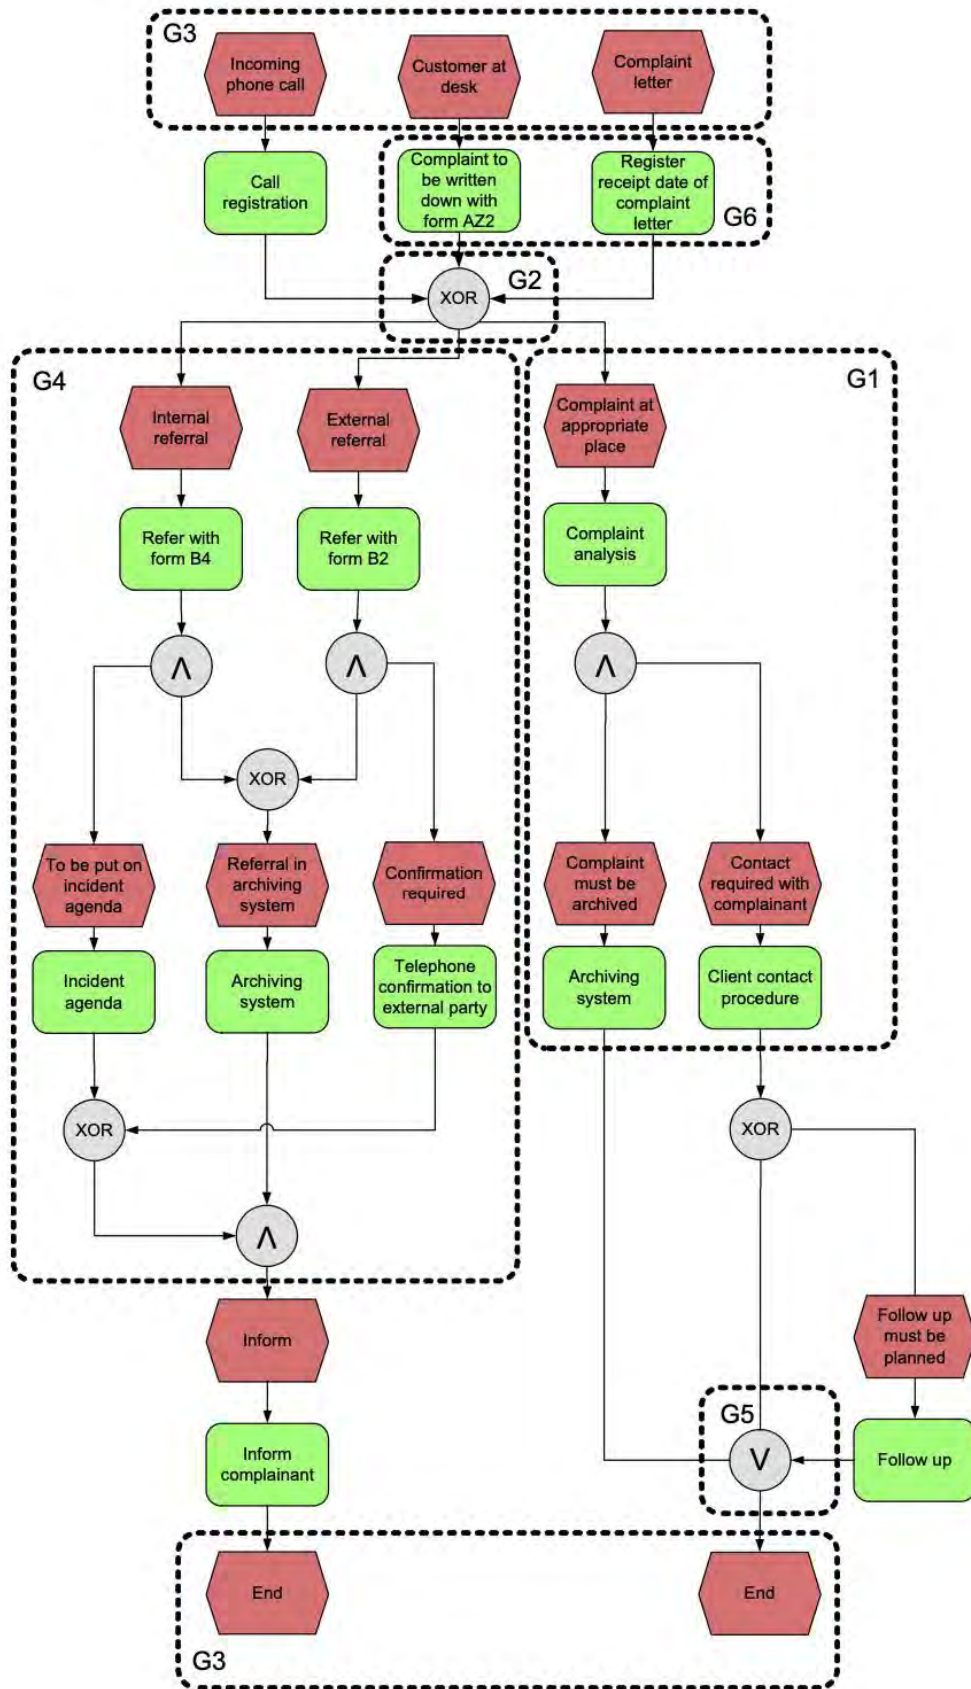 G3
Incoming
phone call
Customer at
desk
Complaint
letter
Call
registration
Complaint to
be written
down with
form AZ2
Register
receipt date of
complaint
letter
G6
G2
XOR
G4
G1
Internal
referral
External
referral
Complaint at
appropriate
place
Refer with
form B4
Refer with
form B2
Complaint
analysis
Λ
Λ
Λ
XOR
To be put on
incident
agenda
Referral in
archiving
system
Confirmation
required
Complaint
must be
archived
Contact
required with
complainant
Incident
agenda
Archiving
system
Telephone
confirmation to
external party
Archiving
system
Client contact
procedure
XOR
XOR
Λ
Inform
Follow up
must be
planned
G5
Inform
complainant
V
Follow up
End
End
G3